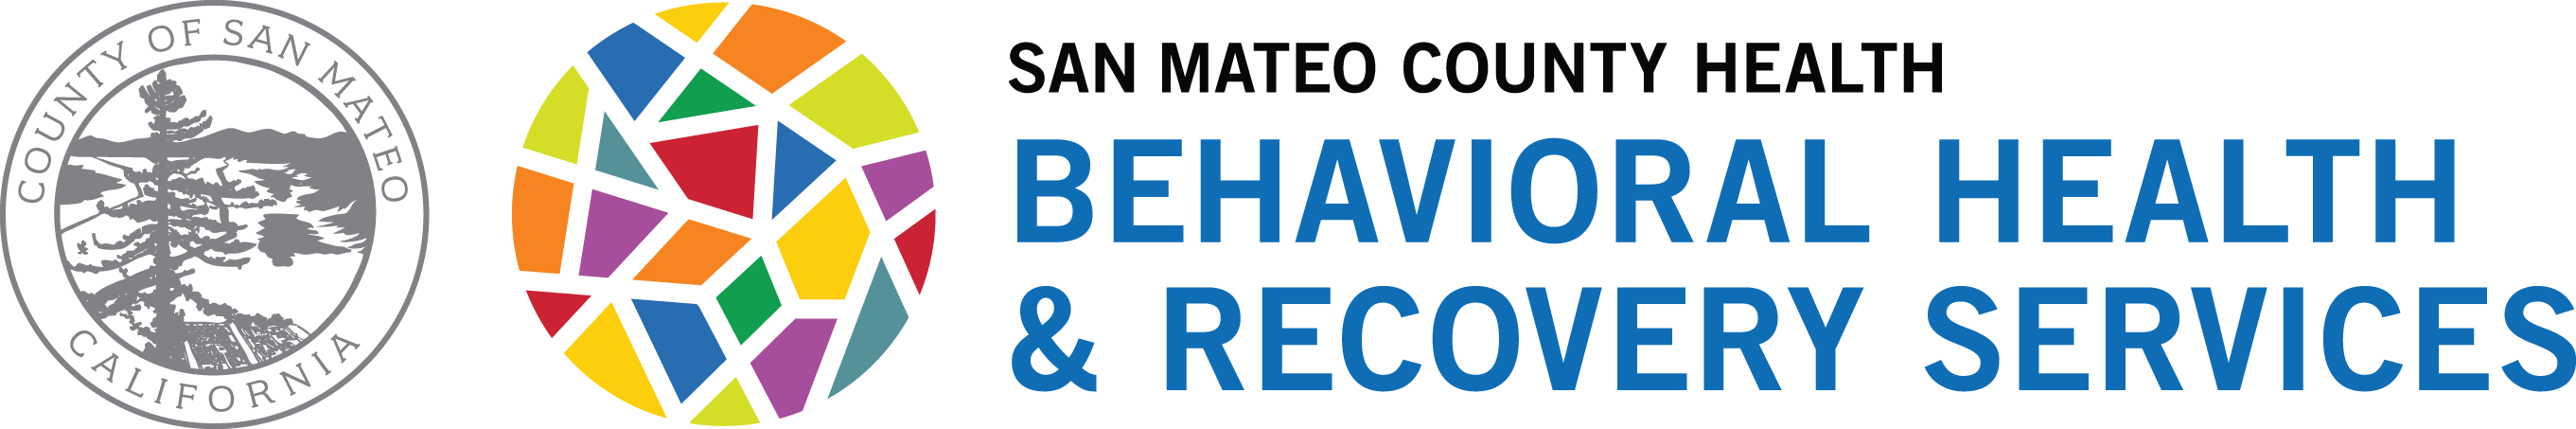 COUNTY OF SAN MATEO
CALIFORNIA
SAN MATEO COUNTY HEALTH
BEHAVIORAL HEALTH
& RECOVERY SERVICES